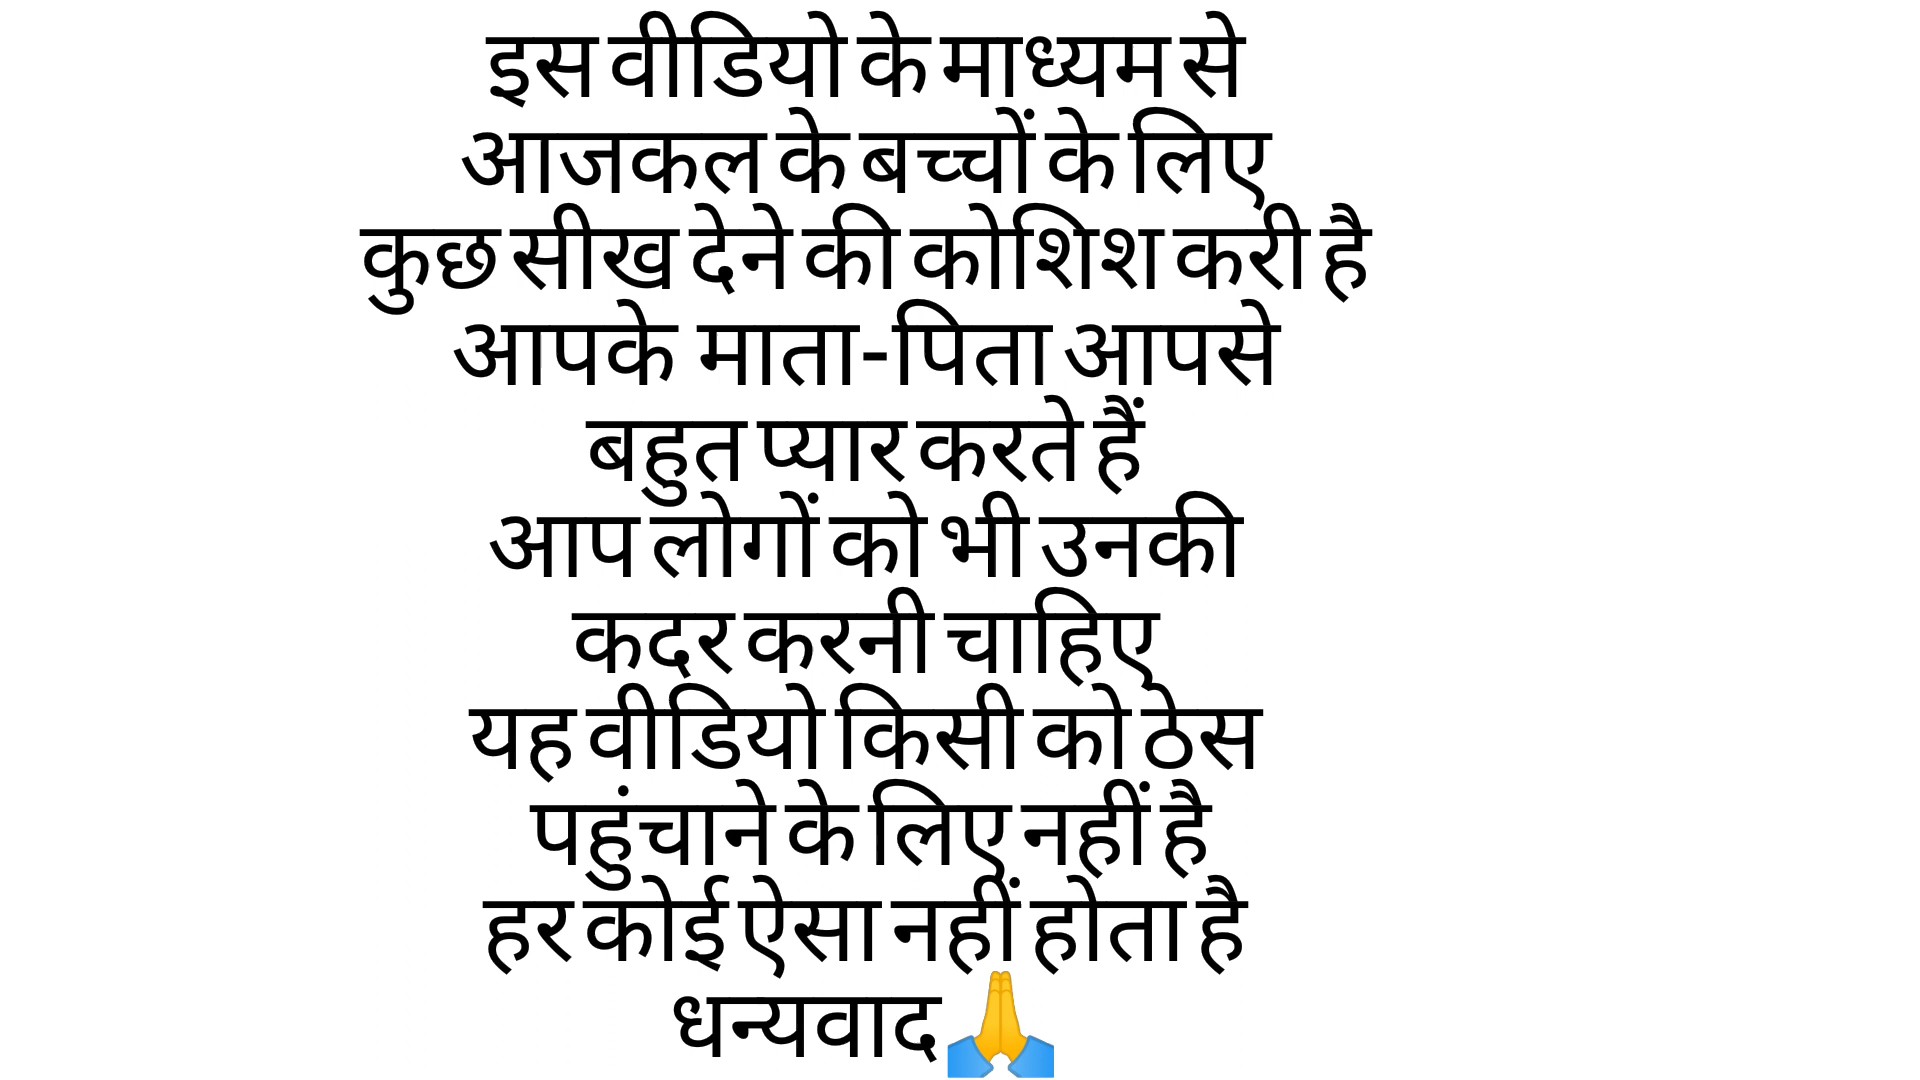 इस वीडियो के माध्यम से
आजकल के बच्चों के लिए
कुछ सीख देने की कोशिश करी है
आपके माता-पिता आपसे
बहुत प्यार करते हैं
आप लोगों को भी उनकी
कदर करनी चाहिए
यह वीडियो किसी को ठेस
पहुंचाने के लिए नहीं है
हर कोई ऐसा नहीं होता है
धन्यवाद🙏